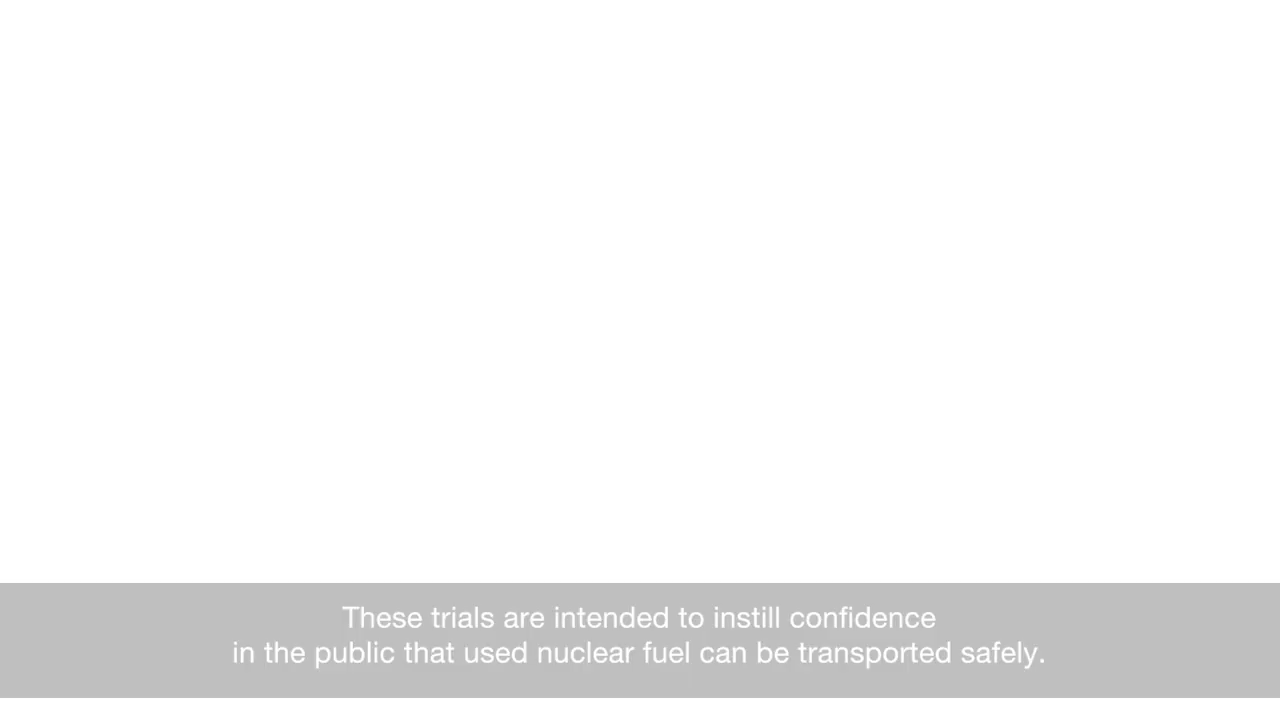 These trials are intended to instill confidence
in the public that used nuclear fuel can be transported safely.